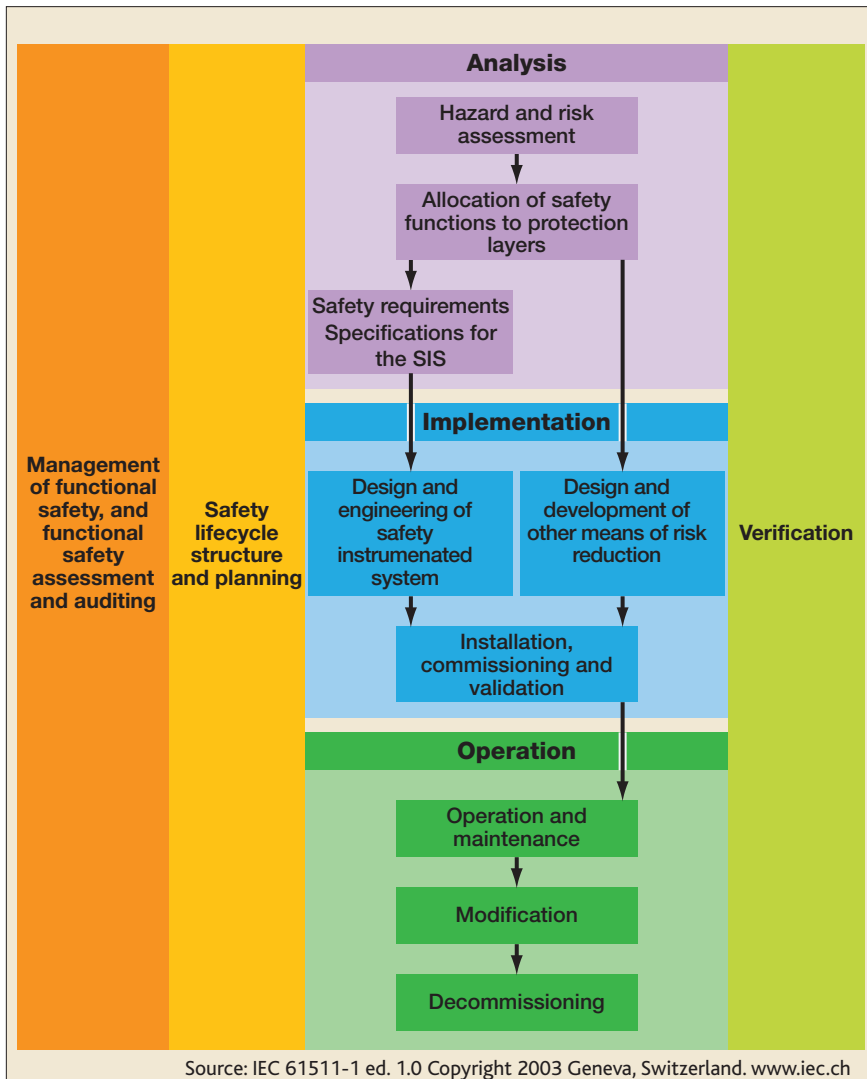 Analysis
Hazard and risk
assessment
Allocation of safety
functions to protection
layers
Safety requirements
Specifications for
the SIS
Implementation
Management
of functional
safety, and
functional
safety
assessment
and auditing
Safety
lifecycle
structure
and planning
Design and
engineering of
safety
instrumenated
system
Design and
development of
other means of risk
reduction
Verification
Installation,
commissioning and
validation
Operation
Operation and
maintenance
Modification
Decommissioning
Source: IEC 61511-1 ed. 1.0 Copyright 2003 Geneva, Switzerland. www.iec.ch